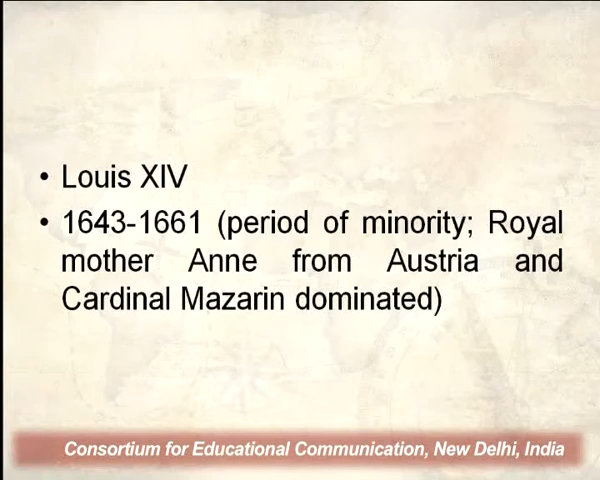 • Louis XIV
• 1643-1661 (period of minority; Royal
mother Anne from Austria and
Cardinal Mazarin dominated)
Consortium for Educational Communication, New Delhi, India